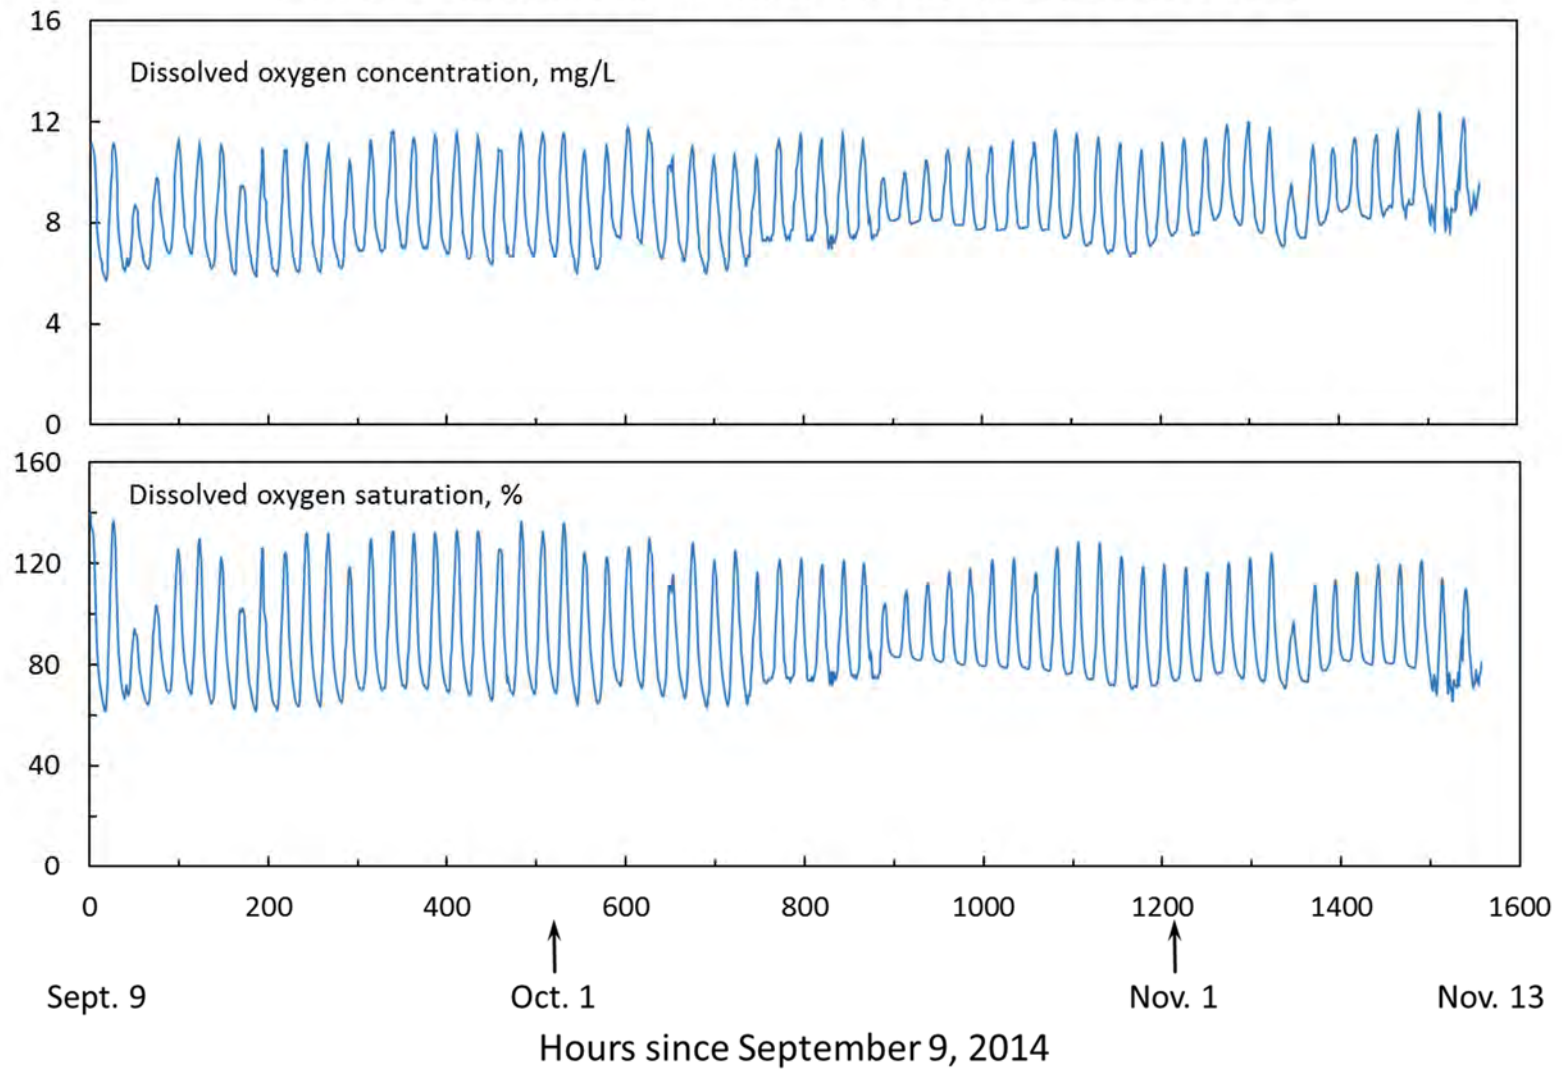 16
Dissolved oxygen concentration, mg/L
12
8
4
0
160
Dissolved oxygen saturation, %
120
80
40
0
0 200 400 600 800 1000 1200 1400 1600
Sept. 9 Oct. 1 Nov. 1 Nov. 13
Hours since September 9, 2014